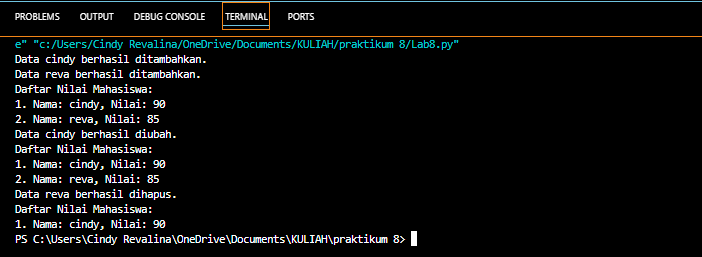 PROBLEMS OUTPUT DEBUG CONSOLE TERMINAL PORTS
e" "c:/Users/Cindy Revalina/OneDrive/Documents/KULIAH/praktikum 8/Lab8.py"
Data cindy berhasil ditambahkan.
Data reva berhasil ditambahkan.
Daftar Nilai Mahasiswa:
1. Nama: cindy, Nilai: 90
2. Nama: reva, Nilai: 85
Data cindy berhasil diubah.
Daftar Nilai Mahasiswa:
1. Nama: cindy, Nilai: 90
2. Nama: reva, Nilai: 85
Data reva berhasil dihapus.
Daftar Nilai Mahasiswa:
1. Nama: cindy, Nilai: 90
PS C:\Users\Cindy Revalina\OneDrive\Documents\KULIAH\praktikum 8>